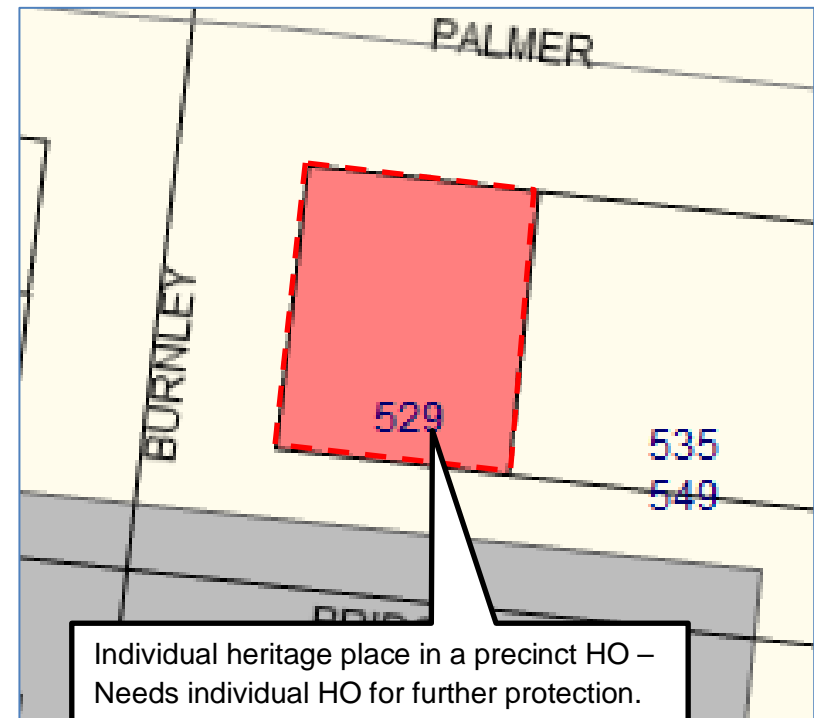 PALMER
BURNLEY
529
535
549
Individual heritage place in a precinct HO –
Needs individual HO for further protection.